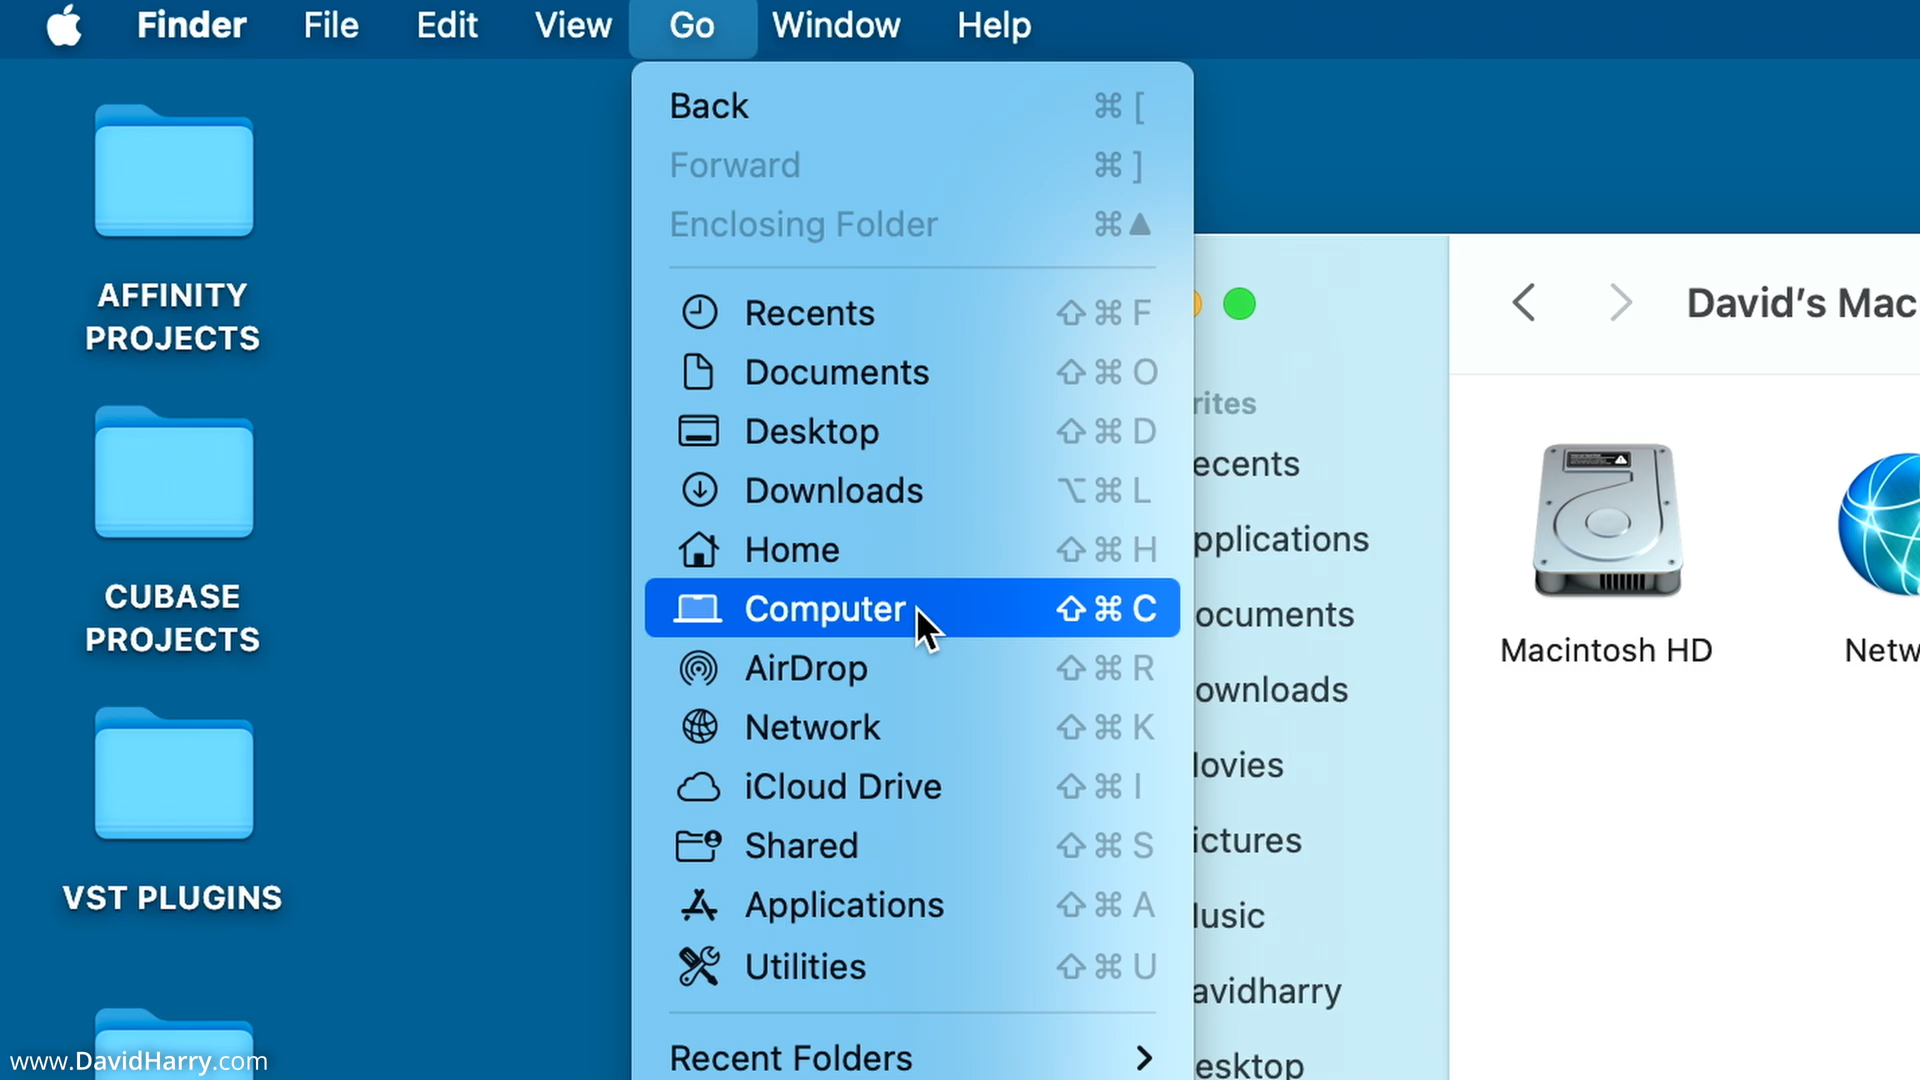 Finder File Edit View Go Window Help
AFFINITY
PROJECTS
CUBASE
PROJECTS
VST PLUGINS
Back ⌘ [
Forward ⌘ ]
Enclosing Folder ⌘▲
Recents ⇧ ⌘ F
Documents ⇧ ⌘ O
Desktop ⇧ ⌘ D
Downloads ⌥ ⌘ L
Home ⇧ ⌘ H
Computer ⇧ ⌘ C
AirDrop ⇧ ⌘ R
Network ⇧ ⌘ K
iCloud Drive ⇧ ⌘ I
Shared ⇧ ⌘ S
Applications ⇧ ⌘ A
Utilities ⇧ ⌘ U
Recent Folders
rites
ecents
pplications
ocuments
ownloads
lovies
ictures
lusic
avidharry
esktop
David’s Mac
Macintosh HD
Netw
www.DavidHarry.com